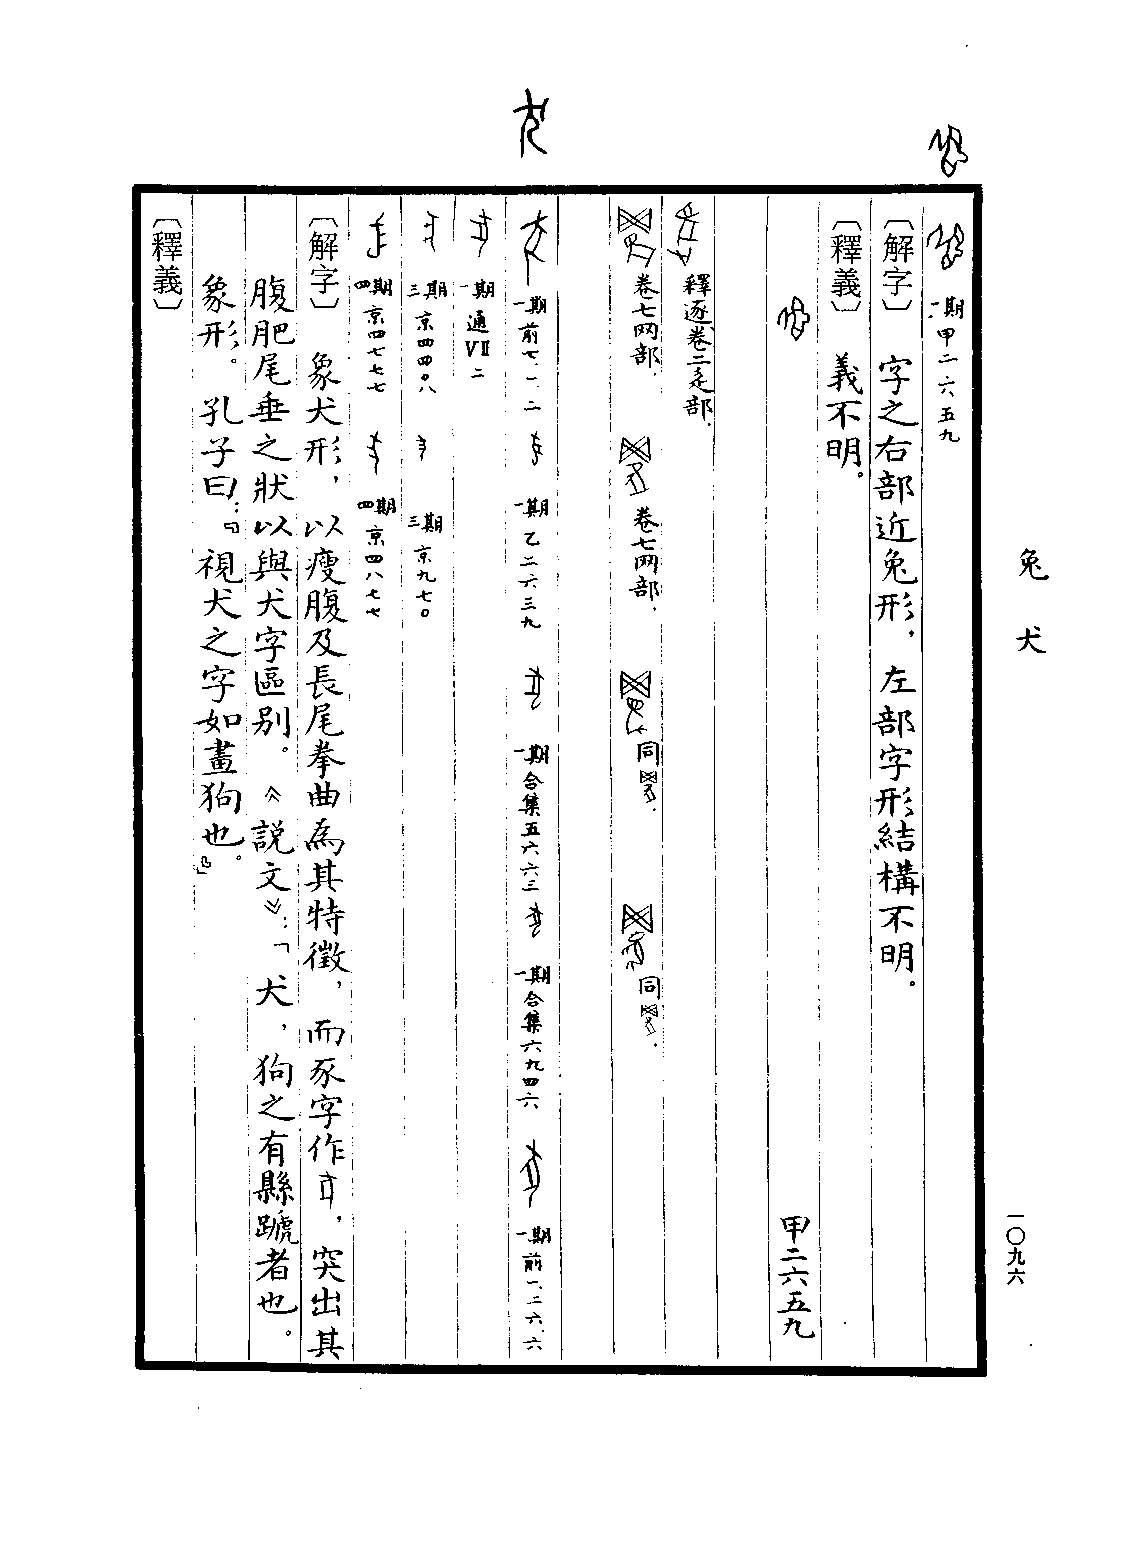 兔 犬
一〇九六
一期 甲二六五九
〔解字〕 字之右部近兔形，左部字形結構不明。
〔釋義〕 義不明。
甲二六五九
釋逐卷二辵部．
卷七网部．
卷七网部．
同
同
一期 前七、一二
一期 乙二六三九
一期 合集五六六三
一期 合集六九四六
一期 前一、二六、六
一期 通Ⅶ二
三期 京四四〇八
三期 京九七〇
四期 京四七七七
四期 京四八七七
〔解字〕 象犬形，以瘦腹及長尾拳曲為其特徵，而豕字作，突出其
腹肥尾垂之狀以與犬字區别。《説文》：「犬，狗之有縣蹏者也。
象形。孔子曰：『視犬之字如畫狗也。』」
〔釋義〕